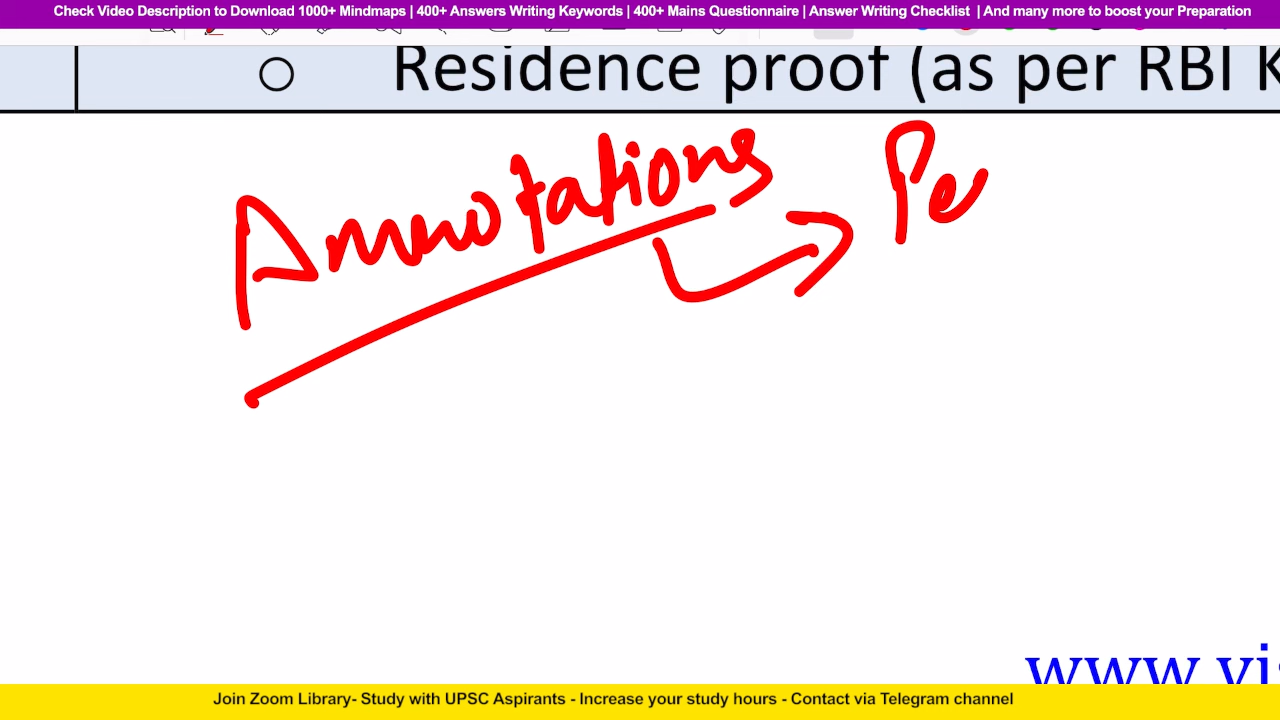 Check Video Description to Download 1000+ Mindmaps | 400+ Answers Writing Keywords | 400+ Mains Questionnaire | Answer Writing Checklist | And many more to boost your Preparation
○ Residence proof (as per RBI K
Annotations Pe
www.vis
Join Zoom Library- Study with UPSC Aspirants - Increase your study hours - Contact via Telegram channel